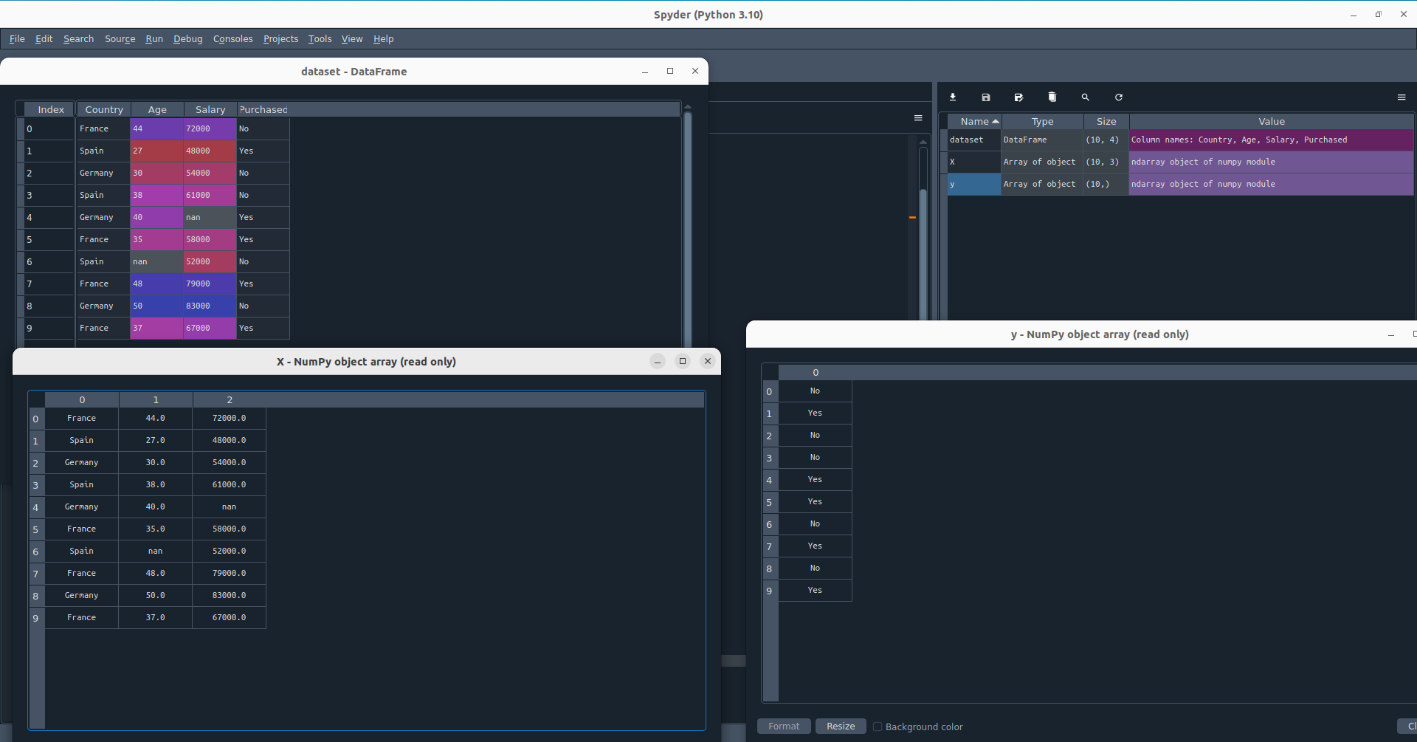 Spyder (Python 3.10)
File Edit Search Source Run Debug Consoles Projects Tools View Help
dataset - DataFrame
Index Country Age Salary Purchased
0 France 44 72000 No
1 Spain 27 48000 Yes
2 Germany 30 54000 No
3 Spain 38 61000 No
4 Germany 40 nan Yes
5 France 35 58000 Yes
6 Spain nan 52000 No
7 France 48 79000 Yes
8 Germany 50 83000 No
9 France 37 67000 Yes
Name Type Size Value
dataset DataFrame (10, 4) Column names: Country, Age, Salary, Purchased
X Array of object (10, 3) ndarray object of numpy module
y Array of object (10,) ndarray object of numpy module
X - NumPy object array (read only)
0 1 2
0 France 44.0 72000.0
1 Spain 27.0 48000.0
2 Germany 30.0 54000.0
3 Spain 38.0 61000.0
4 Germany 40.0 nan
5 France 35.0 58000.0
6 Spain nan 52000.0
7 France 48.0 79000.0
8 Germany 50.0 83000.0
9 France 37.0 67000.0
y - NumPy object array (read only)
0
0 No
1 Yes
2 No
3 No
4 Yes
5 Yes
6 No
7 Yes
8 No
9 Yes
Format Resize Background color